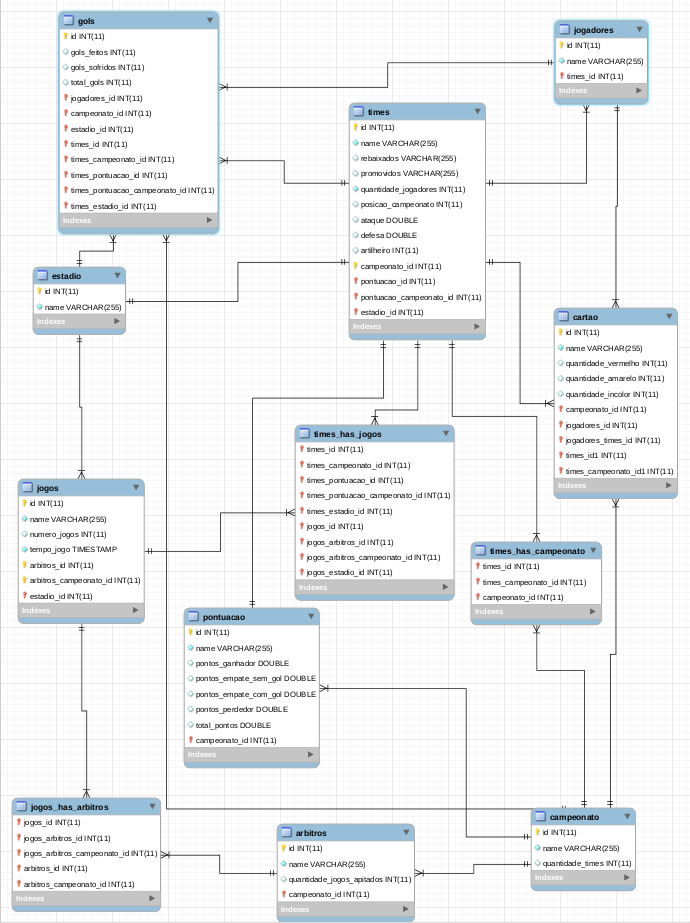 gols
id INT(11)
gols_feitos INT(11)
gols_sofridos INT(11)
total_gols INT(11)
jogadores_id INT(11)
campeonato_id INT(11)
estadio_id INT(11)
times_id INT(11)
times_campeonato_id INT(11)
times_pontuacao_id INT(11)
times_pontuacao_campeonato_id INT(11)
times_estadio_id INT(11)
Indexes
jogadores
id INT(11)
name VARCHAR(255)
times_id INT(11)
Indexes
times
id INT(11)
name VARCHAR(255)
rebaixados VARCHAR(255)
promovidos VARCHAR(255)
quantidade_jogadores INT(11)
posicao_campeonato INT(11)
ataque DOUBLE
defesa DOUBLE
artilheiro INT(11)
campeonato_id INT(11)
pontuacao_id INT(11)
pontuacao_campeonato_id INT(11)
estadio_id INT(11)
Indexes
estadio
id INT(11)
name VARCHAR(255)
Indexes
cartao
id INT(11)
name VARCHAR(255)
quantidade_vermelho INT(11)
quantidade_amarelo INT(11)
quantidade_incolor INT(11)
campeonato_id INT(11)
jogadores_id INT(11)
jogadores_times_id INT(11)
times_id1 INT(11)
times_campeonato_id1 INT(11)
Indexes
times_has_jogos
times_id INT(11)
times_campeonato_id INT(11)
times_pontuacao_id INT(11)
times_pontuacao_campeonato_id INT(11)
times_estadio_id INT(11)
jogos_id INT(11)
jogos_arbitros_id INT(11)
jogos_arbitros_campeonato_id INT(11)
jogos_estadio_id INT(11)
Indexes
jogos
id INT(11)
name VARCHAR(255)
numero_jogos INT(11)
tempo_jogo TIMESTAMP
arbitros_id INT(11)
arbitros_campeonato_id INT(11)
estadio_id INT(11)
Indexes
times_has_campeonato
times_id INT(11)
times_campeonato_id INT(11)
campeonato_id INT(11)
Indexes
pontuacao
id INT(11)
name VARCHAR(255)
pontos_ganhador DOUBLE
pontos_empate_sem_gol DOUBLE
pontos_empate_com_gol DOUBLE
pontos_perdedor DOUBLE
total_pontos DOUBLE
campeonato_id INT(11)
Indexes
jogos_has_arbitros
jogos_id INT(11)
jogos_arbitros_id INT(11)
jogos_arbitros_campeonato_id INT(11)
arbitros_id INT(11)
arbitros_campeonato_id INT(11)
Indexes
arbitros
id INT(11)
name VARCHAR(255)
quantidade_jogos_apitados INT(11)
campeonato_id INT(11)
Indexes
campeonato
id INT(11)
name VARCHAR(255)
quantidade_times INT(11)
Indexes